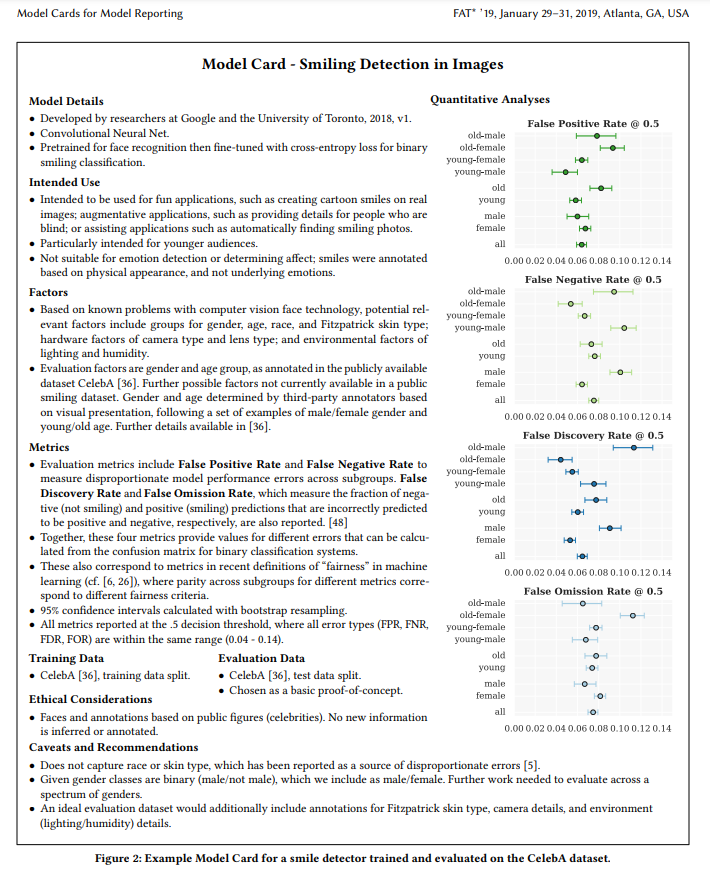 Model Cards for Model Reporting
FAT* '19, January 29–31, 2019, Atlanta, GA, USA
Model Card - Smiling Detection in Images
Model Details
• Developed by researchers at Google and the University of Toronto, 2018, v1.
• Convolutional Neural Net.
• Pretrained for face recognition then fine-tuned with cross-entropy loss for binary
smiling classification.
Intended Use
• Intended to be used for fun applications, such as creating cartoon smiles on real
images; augmentative applications, such as providing details for people who are
blind; or assisting applications such as automatically finding smiling photos.
• Particularly intended for younger audiences.
• Not suitable for emotion detection or determining affect; smiles were annotated
based on physical appearance, and not underlying emotions.
Factors
• Based on known problems with computer vision face technology, potential rel-
evant factors include groups for gender, age, race, and Fitzpatrick skin type;
hardware factors of camera type and lens type; and environmental factors of
lighting and humidity.
• Evaluation factors are gender and age group, as annotated in the publicly available
dataset CelebA [36]. Further possible factors not currently available in a public
smiling dataset. Gender and age determined by third-party annotators based
on visual presentation, following a set of examples of male/female gender and
young/old age. Further details available in [36].
Metrics
• Evaluation metrics include False Positive Rate and False Negative Rate to
measure disproportionate model performance errors across subgroups. False
Discovery Rate and False Omission Rate, which measure the fraction of nega-
tive (not smiling) and positive (smiling) predictions that are incorrectly predicted
to be positive and negative, respectively, are also reported. [48]
• Together, these four metrics provide values for different errors that can be calcu-
lated from the confusion matrix for binary classification systems.
• These also correspond to metrics in recent definitions of “fairness” in machine
learning (cf. [6, 26]), where parity across subgroups for different metrics corre-
spond to different fairness criteria.
• 95% confidence intervals calculated with bootstrap resampling.
• All metrics reported at the .5 decision threshold, where all error types (FPR, FNR,
FDR, FOR) are within the same range (0.04 - 0.14).
Training Data
• CelebA [36], training data split.
Evaluation Data
• CelebA [36], test data split.
• Chosen as a basic proof-of-concept.
Ethical Considerations
• Faces and annotations based on public figures (celebrities). No new information
is inferred or annotated.
Quantitative Analyses
False Positive Rate @ 0.5
old-male
old-female
young-female
young-male
old
young
male
female
all
0.00 0.02 0.04 0.06 0.08 0.10 0.12 0.14
False Negative Rate @ 0.5
old-male
old-female
young-female
young-male
old
young
male
female
all
0.00 0.02 0.04 0.06 0.08 0.10 0.12 0.14
False Discovery Rate @ 0.5
old-male
old-female
young-female
young-male
old
young
male
female
all
0.00 0.02 0.04 0.06 0.08 0.10 0.12 0.14
False Omission Rate @ 0.5
old-male
old-female
young-female
young-male
old
young
male
female
all
0.00 0.02 0.04 0.06 0.08 0.10 0.12 0.14
Caveats and Recommendations
• Does not capture race or skin type, which has been reported as a source of disproportionate errors [5].
• Given gender classes are binary (male/not male), which we include as male/female. Further work needed to evaluate across a
spectrum of genders.
• An ideal evaluation dataset would additionally include annotations for Fitzpatrick skin type, camera details, and environment
(lighting/humidity) details.
Figure 2: Example Model Card for a smile detector trained and evaluated on the CelebA dataset.